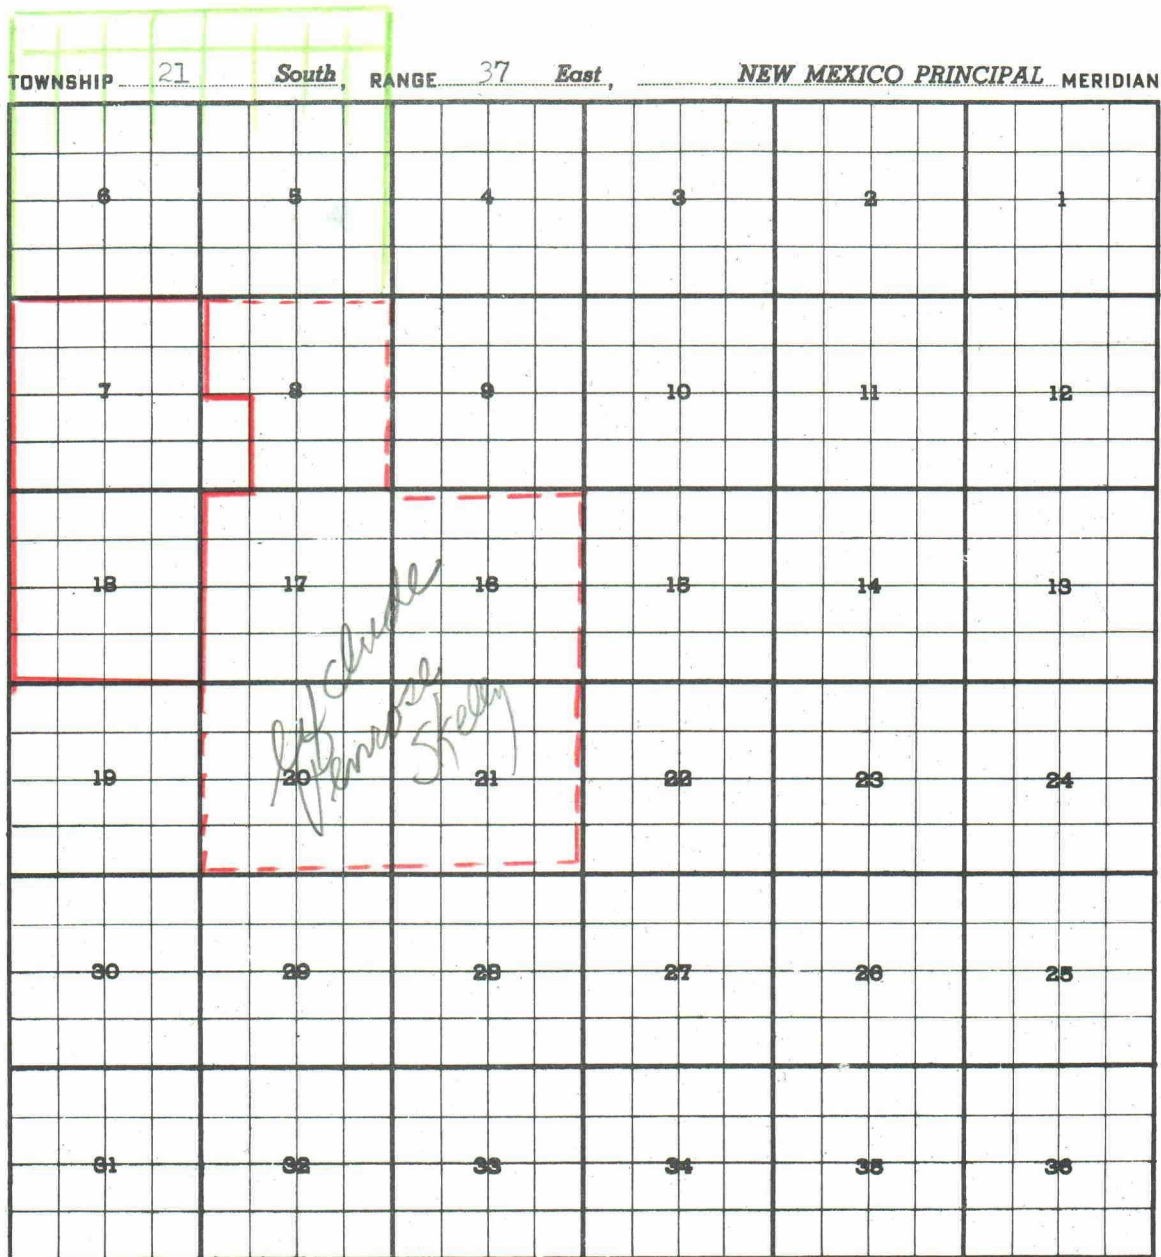 TOWNSHIP 21 South, RANGE 37 East, NEW MEXICO PRINCIPAL MERIDIAN
6 5 4 3 2 1
7 8 9 10 11 12
18 17 16 15 14 13
Exclude
Penrose
Skelly
19 20 21 22 23 24
30 29 28 27 26 25
31 32 33 34 35 36